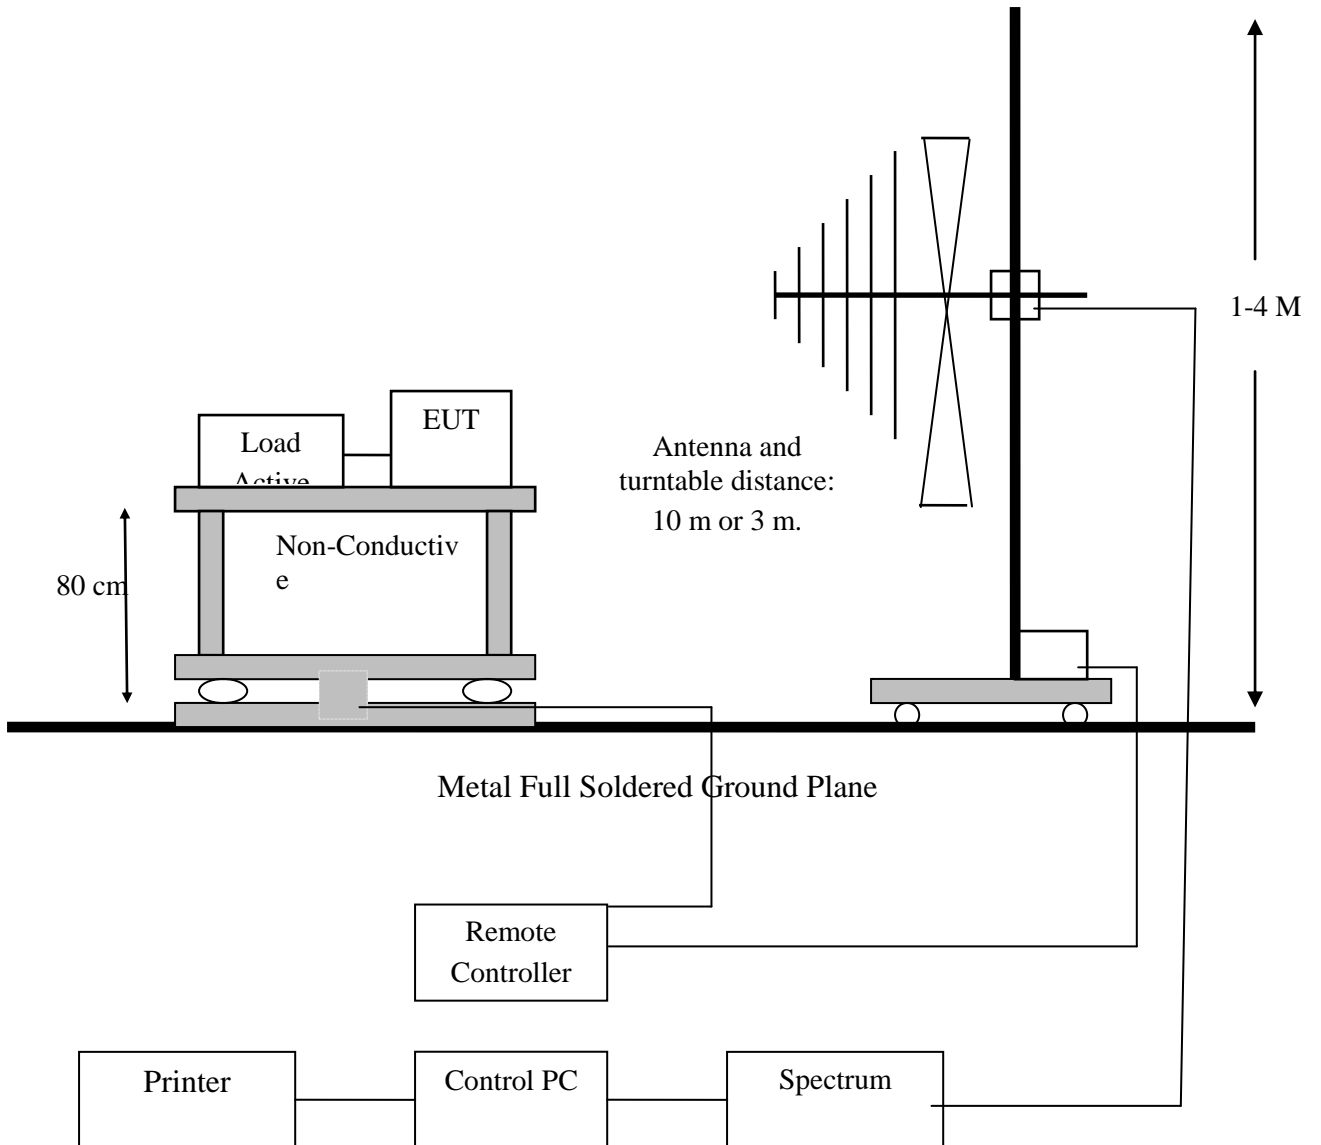 1-4 M
EUT
Load
Active
Antenna and
turntable distance:
10 m or 3 m.
Non-Conductiv
e
80 cm
Metal Full Soldered Ground Plane
Remote
Controller
Printer
Control PC
Spectrum